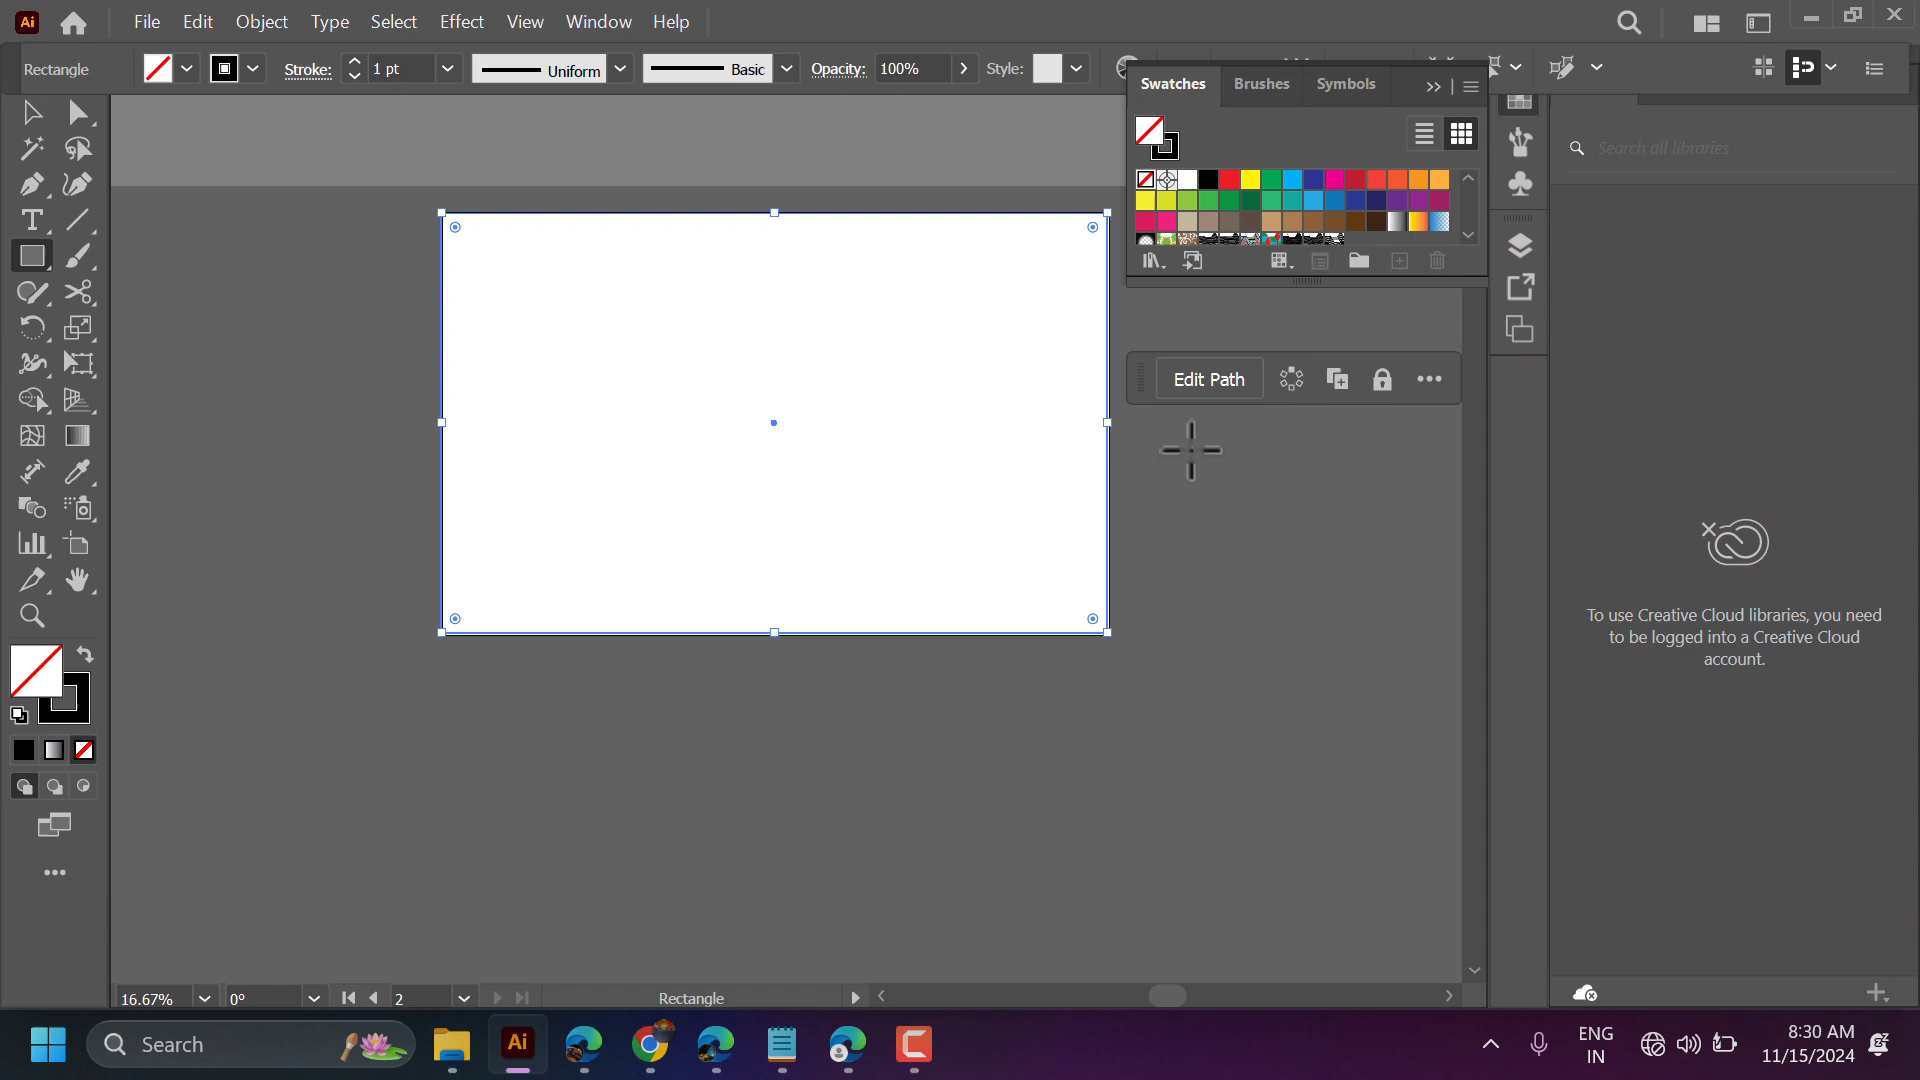 Ai File Edit Object Type Select Effect View Window Help
Rectangle Stroke: 1 pt Uniform Basic Opacity: 100% Style:
Swatches Brushes Symbols
Search all libraries
Edit Path
To use Creative Cloud libraries, you need
to be logged into a Creative Cloud
account.
16.67% 0° 2 Rectangle
Search Ai ENG 8:30 AM
IN 11/15/2024